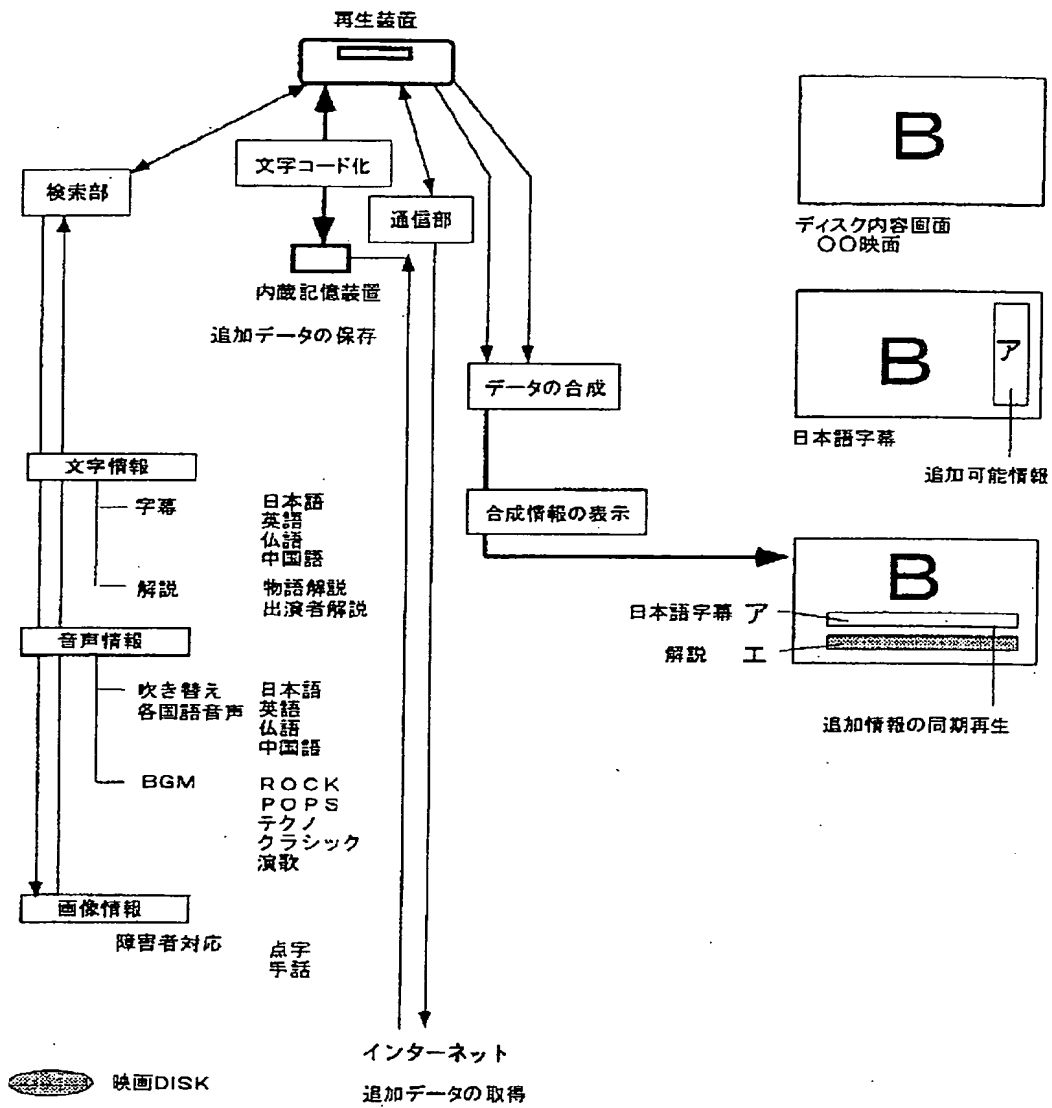 再生装置
文字コード化
検索部
通信部
内蔵記憶装置
追加データの保存
データの合成
合成情報の表示
文字情報
字幕
日本語
英語
仏語
中国語
解説
物語解説
出演者解説
音声情報
吹き替え
各国語音声
日本語
英語
仏語
中国語
BGM
ROCK
POPS
テクノ
クラシック
演歌
画像情報
障害者対応
点字
手話
インターネット
追加データの取得
映画DISK
B
ディスク内容画面
〇〇映面
B
ア
日本語字幕
追加可能情報
B
日本語字幕 ア
解説 エ
追加情報の同期再生